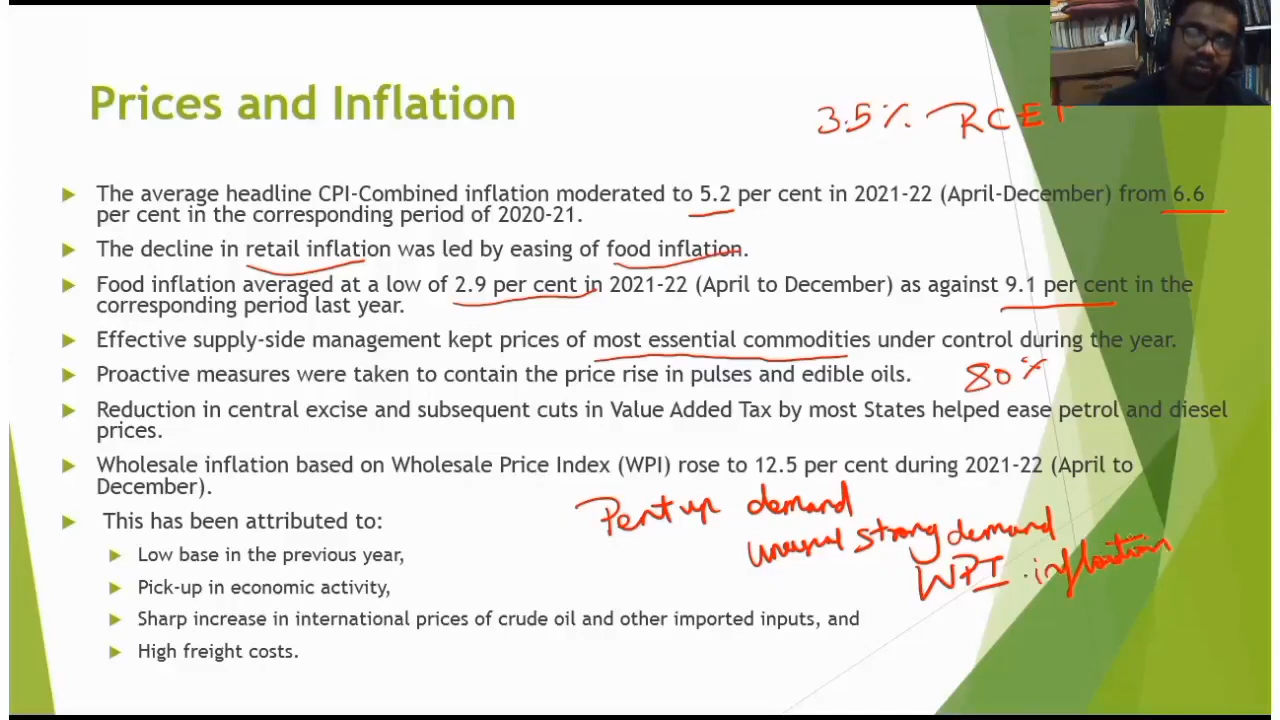 Prices and Inflation
3.5% RCEP
► The average headline CPI-Combined inflation moderated to 5.2 per cent in 2021-22 (April-December) from 6.6
per cent in the corresponding period of 2020-21.
► The decline in retail inflation was led by easing of food inflation.
► Food inflation averaged at a low of 2.9 per cent in 2021-22 (April to December) as against 9.1 per cent in the
corresponding period last year.
► Effective supply-side management kept prices of most essential commodities under control during the year.
► Proactive measures were taken to contain the price rise in pulses and edible oils.
80%
► Reduction in central excise and subsequent cuts in Value Added Tax by most States helped ease petrol and diesel
prices.
► Wholesale inflation based on Wholesale Price Index (WPI) rose to 12.5 per cent during 2021-22 (April to
December).
Pent up demand
► This has been attributed to:
unusual strong demand
► Low base in the previous year,
WPI inflation
► Pick-up in economic activity,
► Sharp increase in international prices of crude oil and other imported inputs, and
► High freight costs.